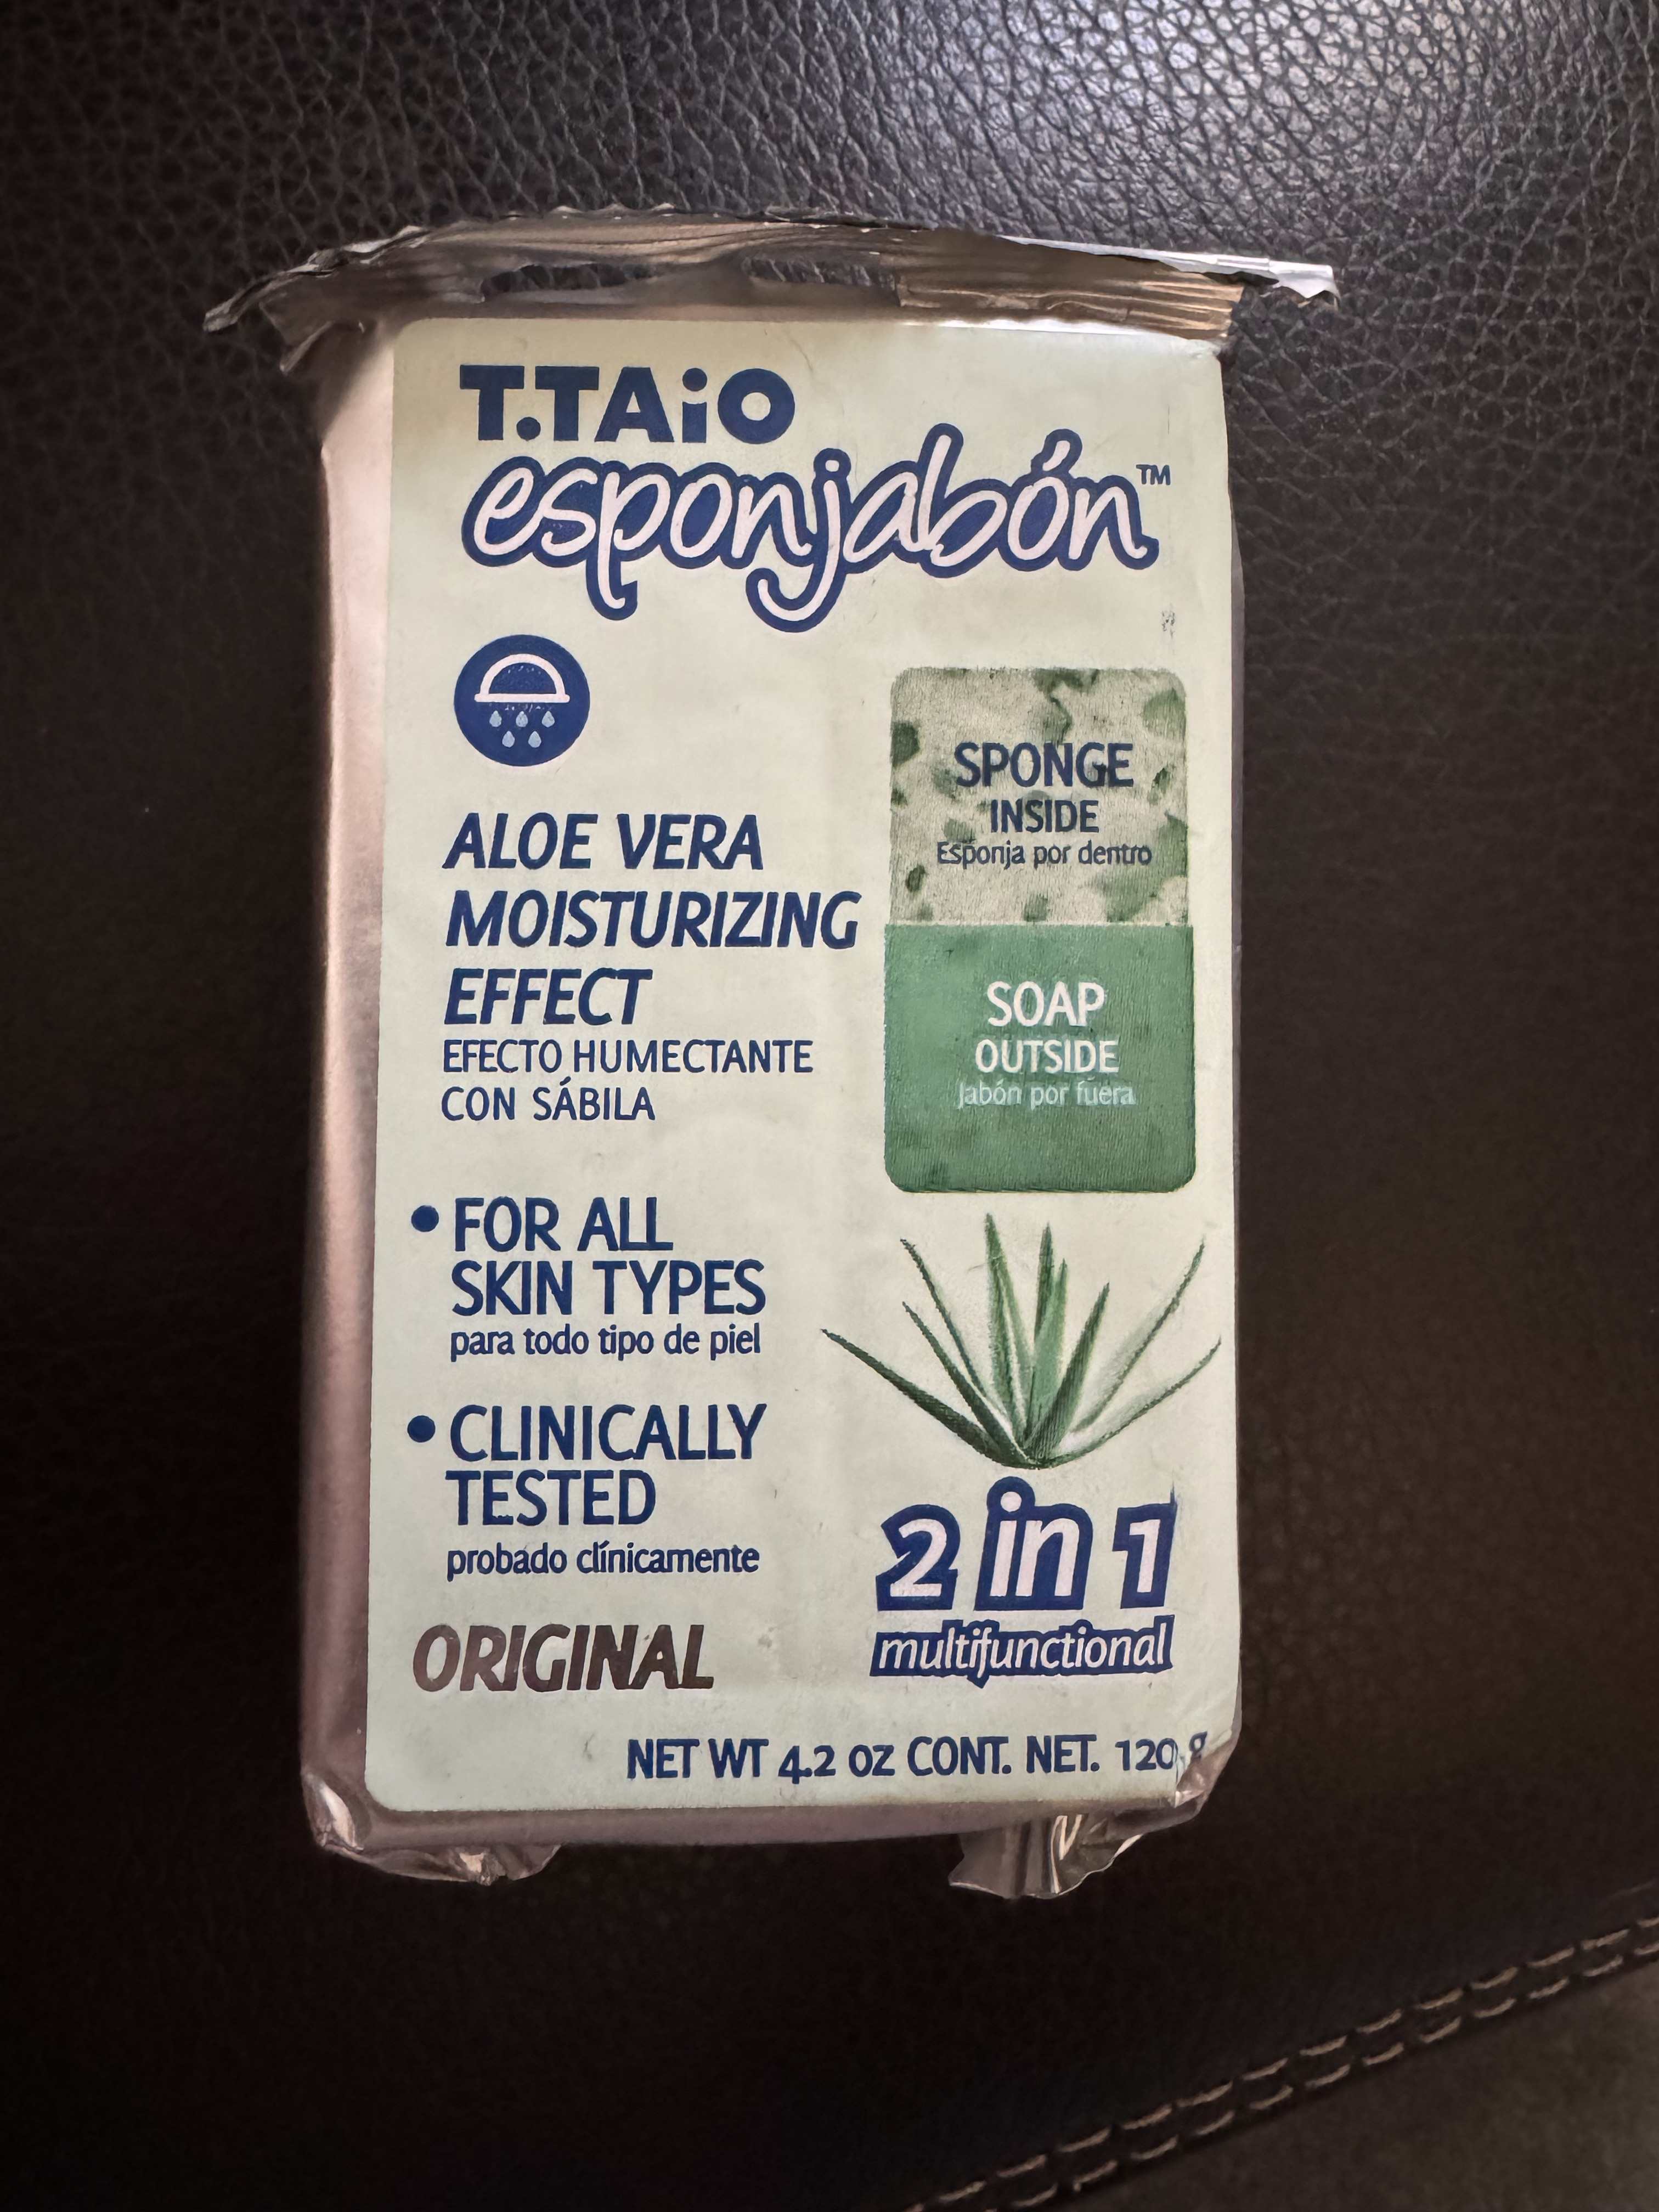 T.TAiO
esponjabón™
ALOE VERA
MOISTURIZING
EFFECT
EFECTO HUMECTANTE
CON SÁBILA
• FOR ALL
SKIN TYPES
para todo tipo de piel
• CLINICALLY
TESTED
probado clínicamente
ORIGINAL
SPONGE
INSIDE
Esponja por dentro
SOAP
OUTSIDE
Jabón por fuera
2 in 1
multifunctional
NET WT 4.2 oz CONT. NET. 120 g